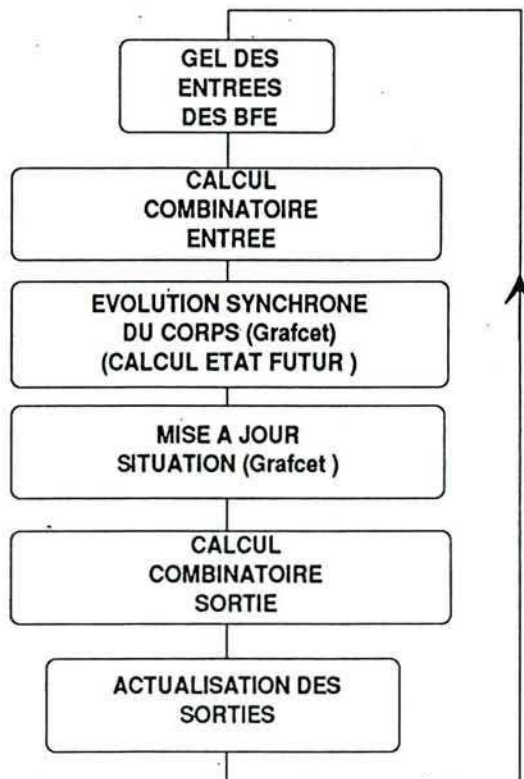 GEL DES
ENTREES
DES BFE
CALCUL
COMBINATOIRE
ENTREE
EVOLUTION SYNCHRONE
DU CORPS (Grafcet)
(CALCUL ETAT FUTUR )
MISE A JOUR
SITUATION (Grafcet )
CALCUL
COMBINATOIRE
SORTIE
ACTUALISATION DES
SORTIES